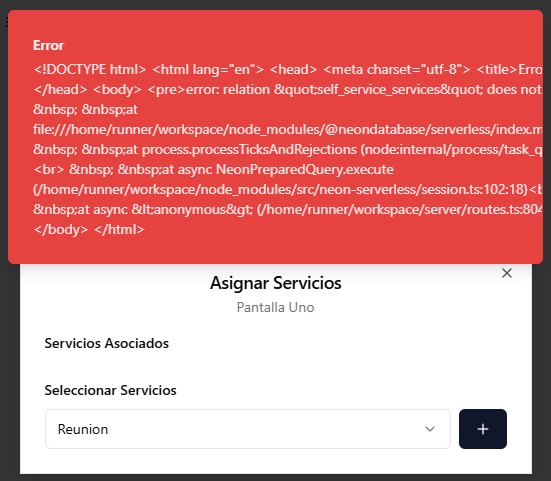 Error
<!DOCTYPE html> <html lang="en"> <head> <meta charset="utf-8"> <title>Erro
</head> <body> <pre>error: relation &quot;self_service_services&quot; does not
&nbsp; &nbsp;at
file:///home/runner/workspace/node_modules/@neondatabase/serverless/index.m
&nbsp; &nbsp;at process.processTicksAndRejections (node:internal/process/task_q
<br> &nbsp; &nbsp;at async NeonPreparedQuery.execute
(/home/runner/workspace/node_modules/src/neon-serverless/session.ts:102:18)<b
&nbsp;at async &lt;anonymous&gt; (/home/runner/workspace/server/routes.ts:804
</body> </html>
Asignar Servicios
Pantalla Uno
Servicios Asociados
Seleccionar Servicios
Reunion